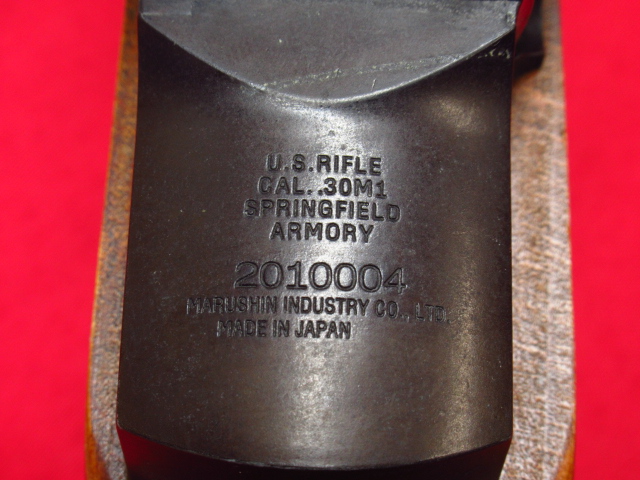 U.S. RIFLE
CAL. .30M1
SPRINGFIELD
ARMORY
2010004
MARUSHIN INDUSTRY CO., LTD.
MADE IN JAPAN